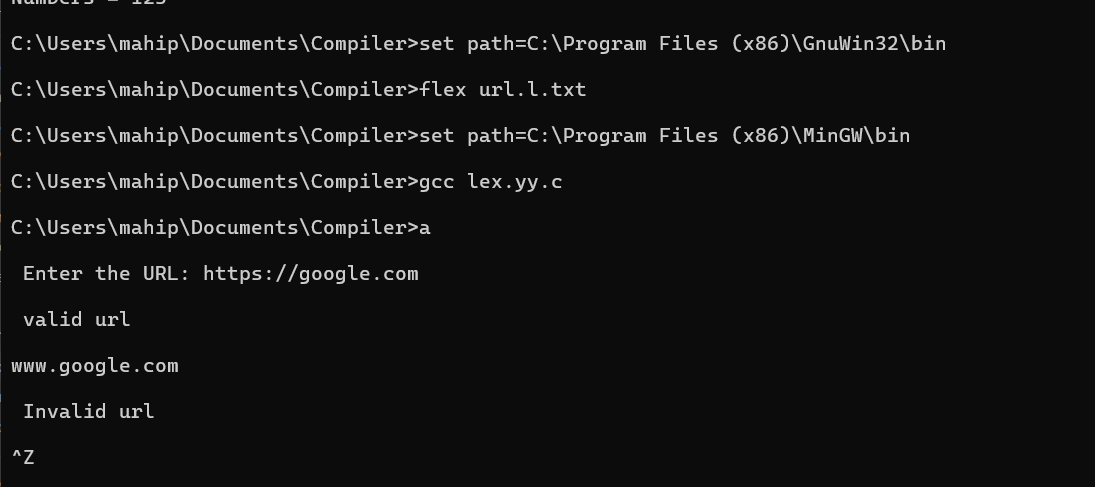 Numbers = 123
C:\Users\mahip\Documents\Compiler>set path=C:\Program Files (x86)\GnuWin32\bin
C:\Users\mahip\Documents\Compiler>flex url.l.txt
C:\Users\mahip\Documents\Compiler>set path=C:\Program Files (x86)\MinGW\bin
C:\Users\mahip\Documents\Compiler>gcc lex.yy.c
C:\Users\mahip\Documents\Compiler>a
Enter the URL: https://google.com
valid url
www.google.com
Invalid url
^Z